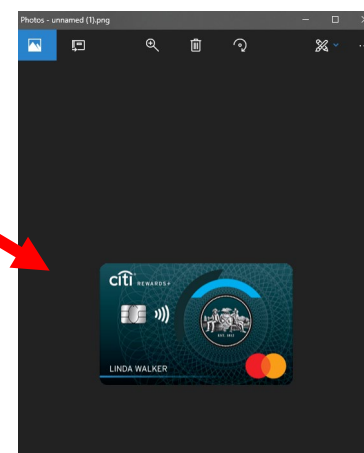 Photos - unnamed (1).png
citi REWARDS+
EST. 1812
LINDA WALKER